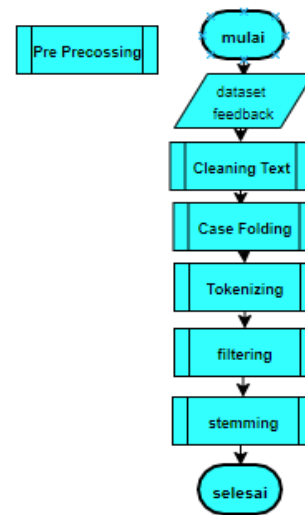 Pre Precossing
mulai
dataset
feedback
Cleaning Text
Case Folding
Tokenizing
filtering
stemming
selesai